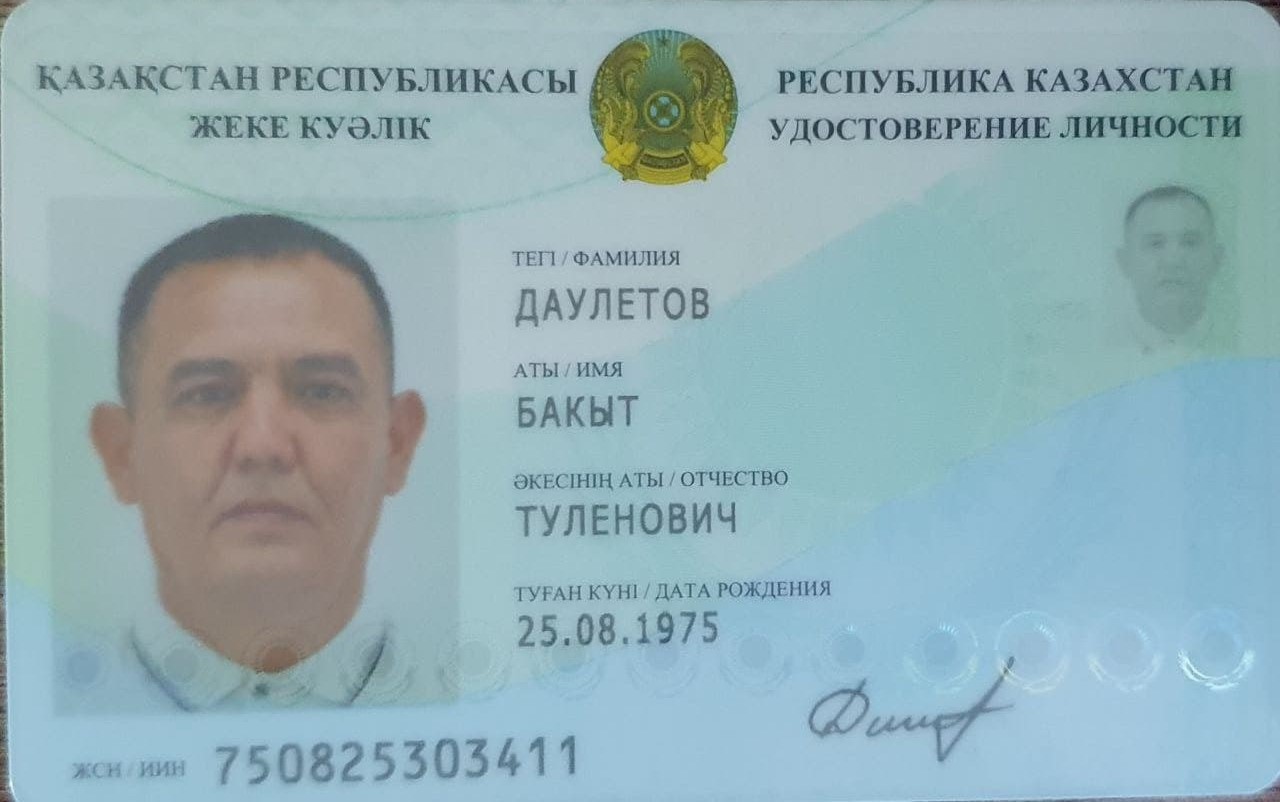 ҚАЗАҚСТАН РЕСПУБЛИКАСЫ
ЖЕКЕ КУӘЛІК
РЕСПУБЛИКА КАЗАХСТАН
УДОСТОВЕРЕНИЕ ЛИЧНОСТИ
ТЕГІ / ФАМИЛИЯ
ДАУЛЕТОВ
АТЫ / ИМЯ
БАКЫТ
ӘКЕСІНІҢ АТЫ / ОТЧЕСТВО
ТУЛЕНОВИЧ
ТУҒАН КҮНІ / ДАТА РОЖДЕНИЯ
25.08.1975
ЖСН / ИИН 750825303411